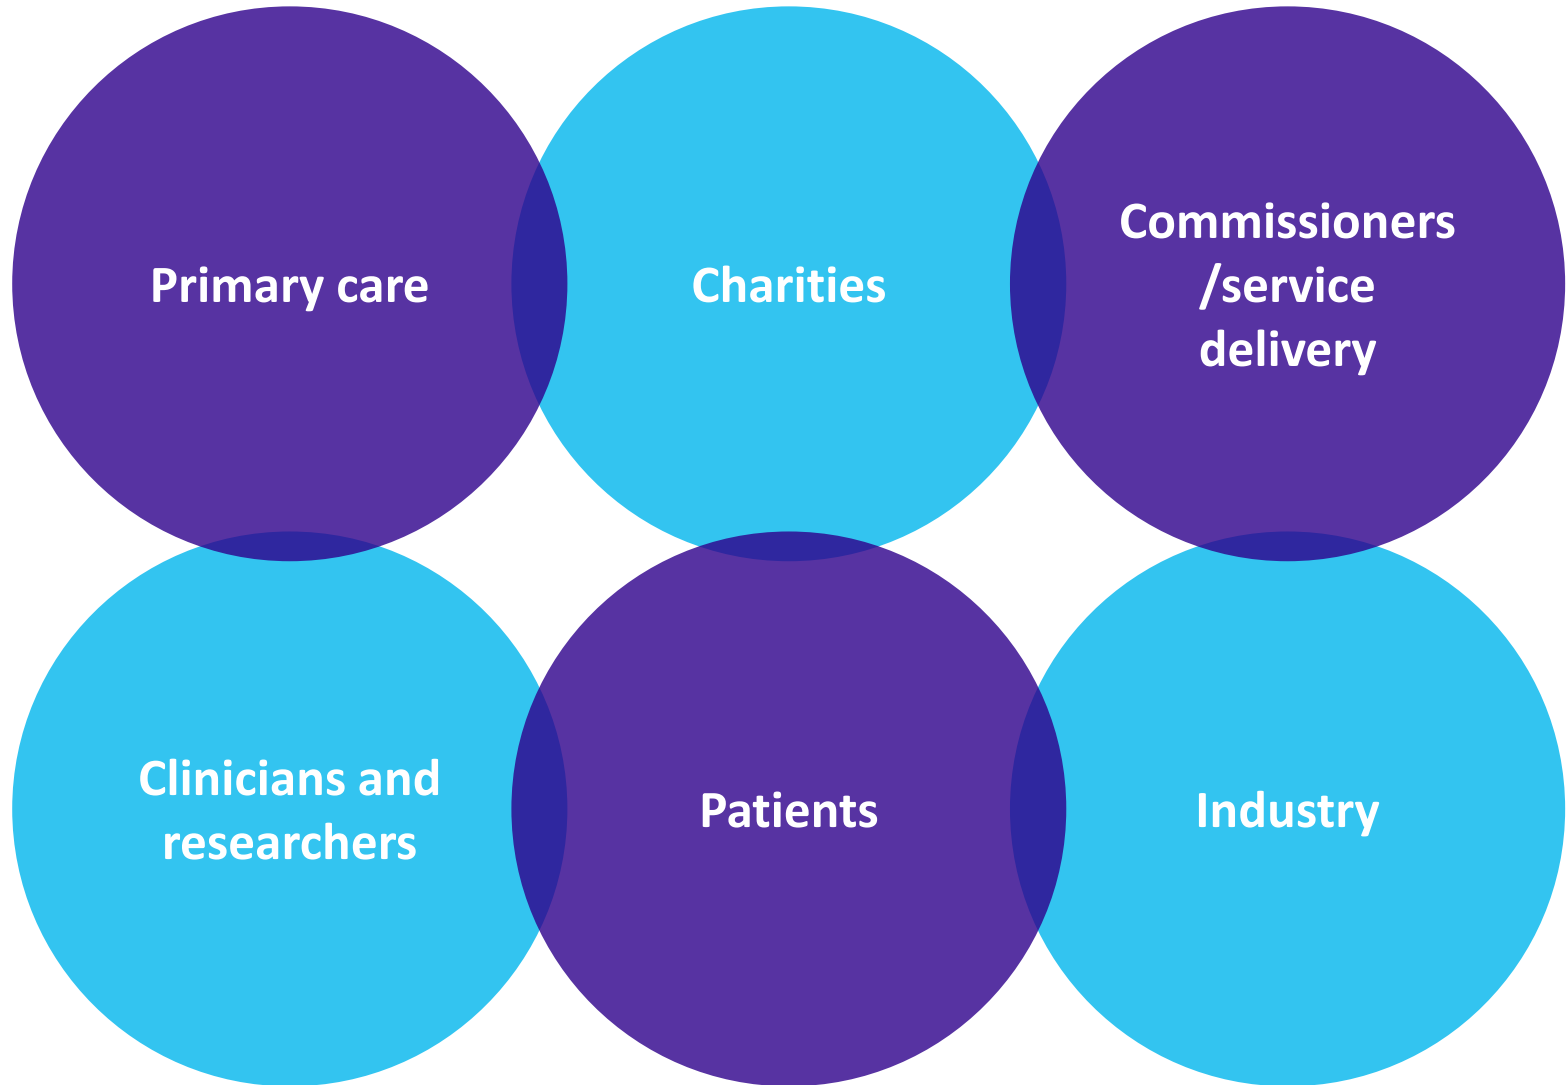 Primary care
Charities
Commissioners
/service
delivery
Clinicians and
researchers
Patients
Industry